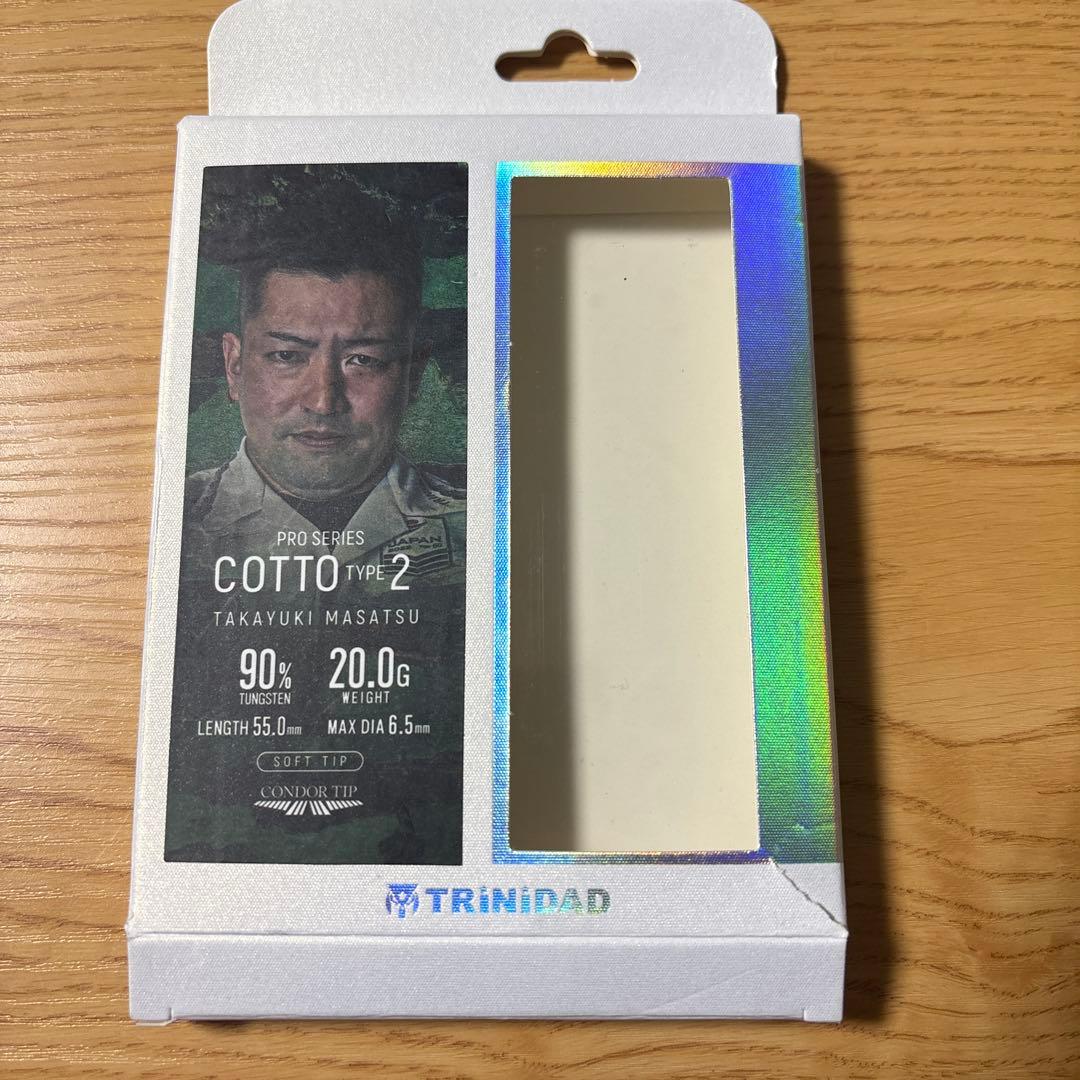 JAPAN
PRO SERIES
COTTO TYPE 2
TAKAYUKI MASATSU
90% 20.0G
TUNGSTEN WEIGHT
LENGTH 55.0mm MAX DIA 6.5mm
SOFT TIP
CONDOR TIP
TRiNiDAD